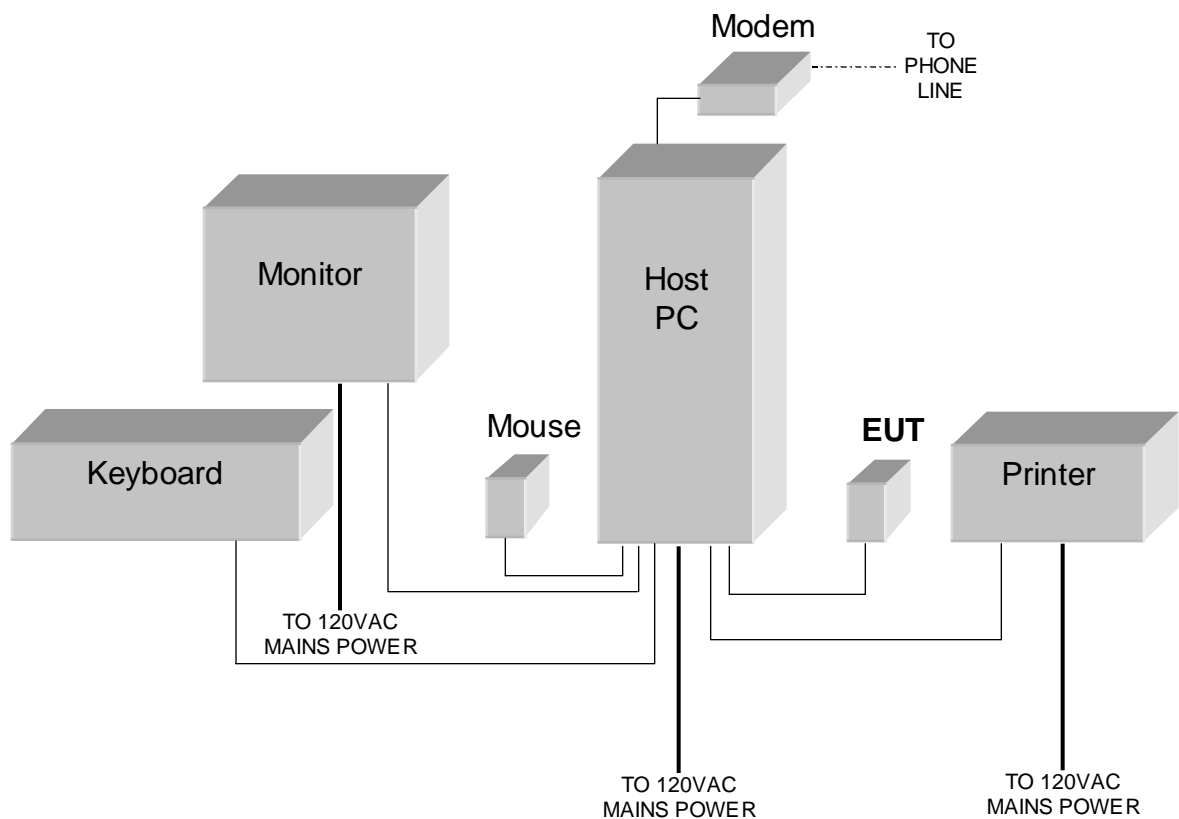 Modem
TO
PHONE
LINE
Monitor
Host
PC
Keyboard
Mouse
EUT
Printer
TO 120VAC
MAINS POWER
TO 120VAC
MAINS POWER
TO 120VAC
MAINS POWER